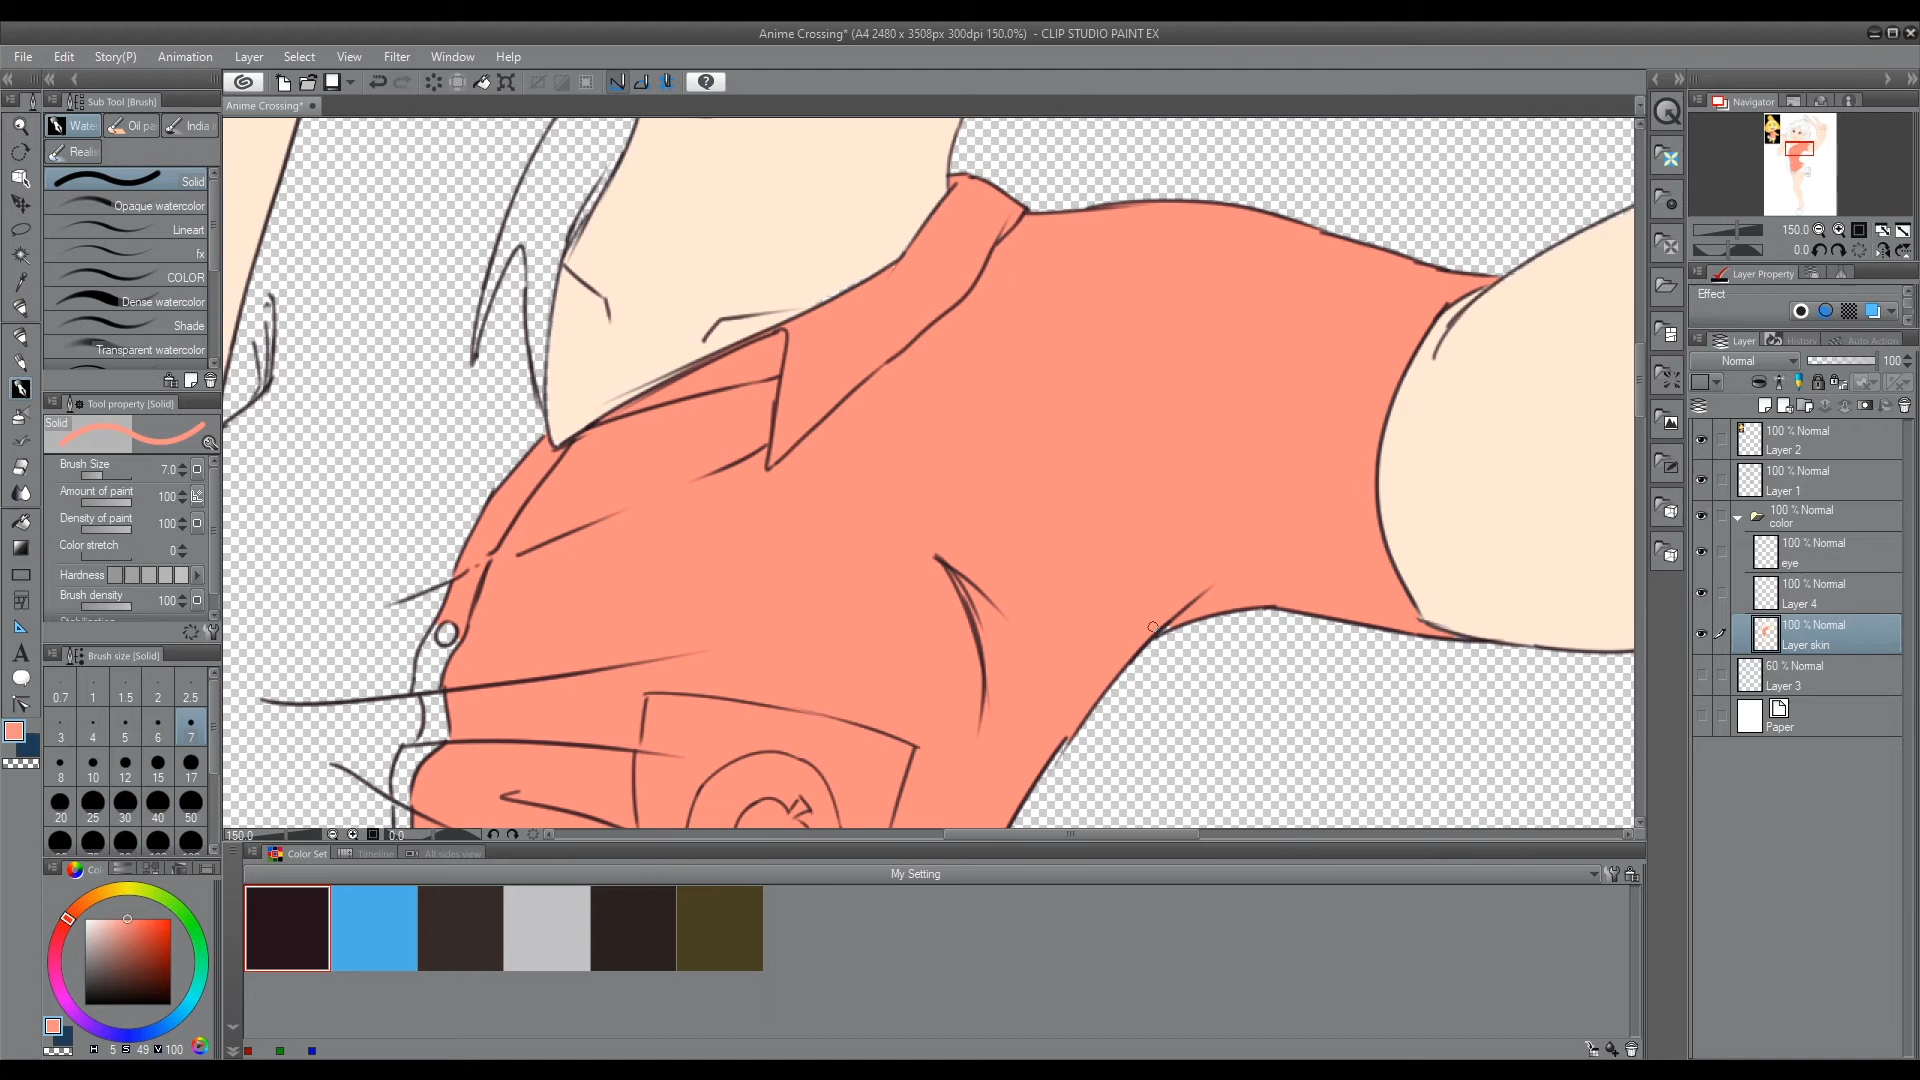 Anime Crossing* (A4 2480 x 3508px 300dpi 150.0%) - CLIP STUDIO PAINT EX
File Edit Story(P) Animation Layer Select View Filter Window Help
Sub Tool [Brush]
Anime Crossing*
Navigator
Wate Oil pa India i
Realis
Solid
Opaque watercolor
Lineart
fx
COLOR
Dense watercolor
Shade
Transparent watercolor
Tool property [Solid]
Solid
Brush Size 7.0
Amount of paint 100
Density of paint 100
Color stretch 0
Hardness
Brush density 100
Brush size [Solid]
0.7 1 1.5 2 2.5
3 4 5 6 7
8 10 12 15 17
20 25 30 40 50
Col
H 5 S 49 V 100
150.0
0.0
Layer Property
Effect
Layer History Auto Action
Normal 100
100 % Normal
Layer 2
100 % Normal
Layer 1
100 % Normal
color
100 % Normal
eye
100 % Normal
Layer 4
100 % Normal
Layer skin
60 % Normal
Layer 3
Paper
150.0 0.0
Color Set Timeline All sides view
My Setting